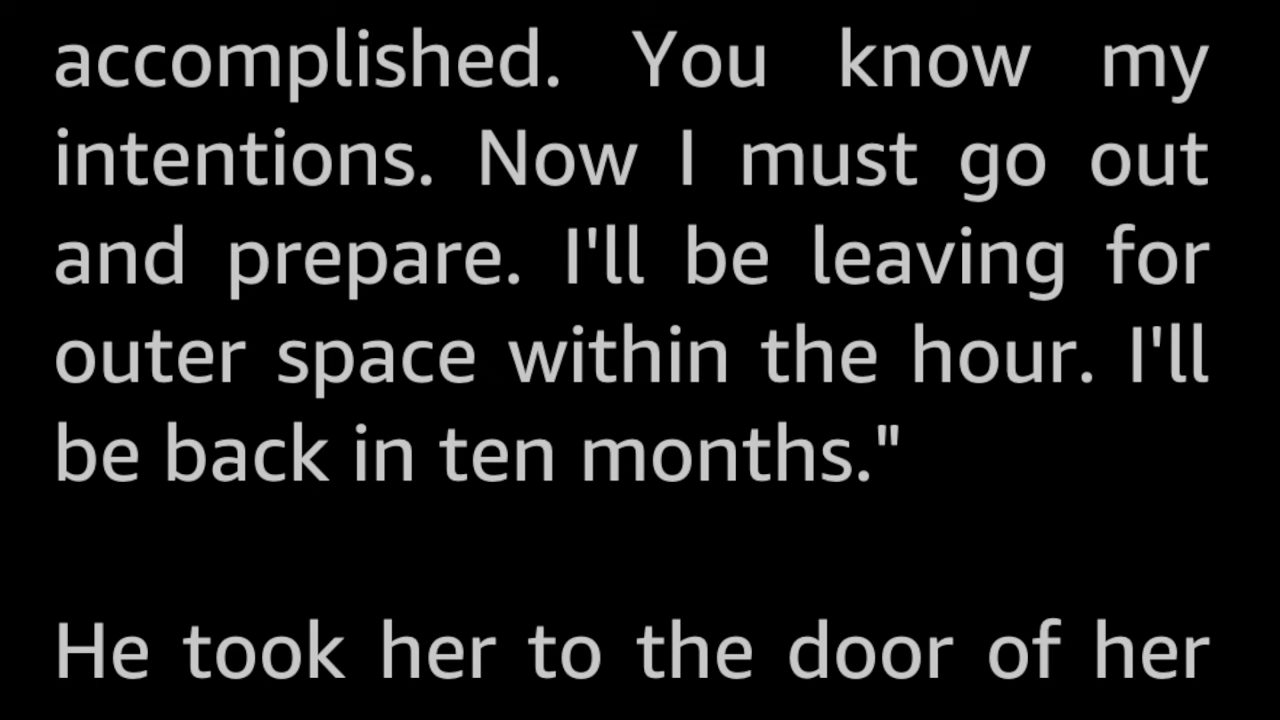 accomplished. You know my
intentions. Now I must go out
and prepare. I'll be leaving for
outer space within the hour. I'll
be back in ten months."
He took her to the door of her